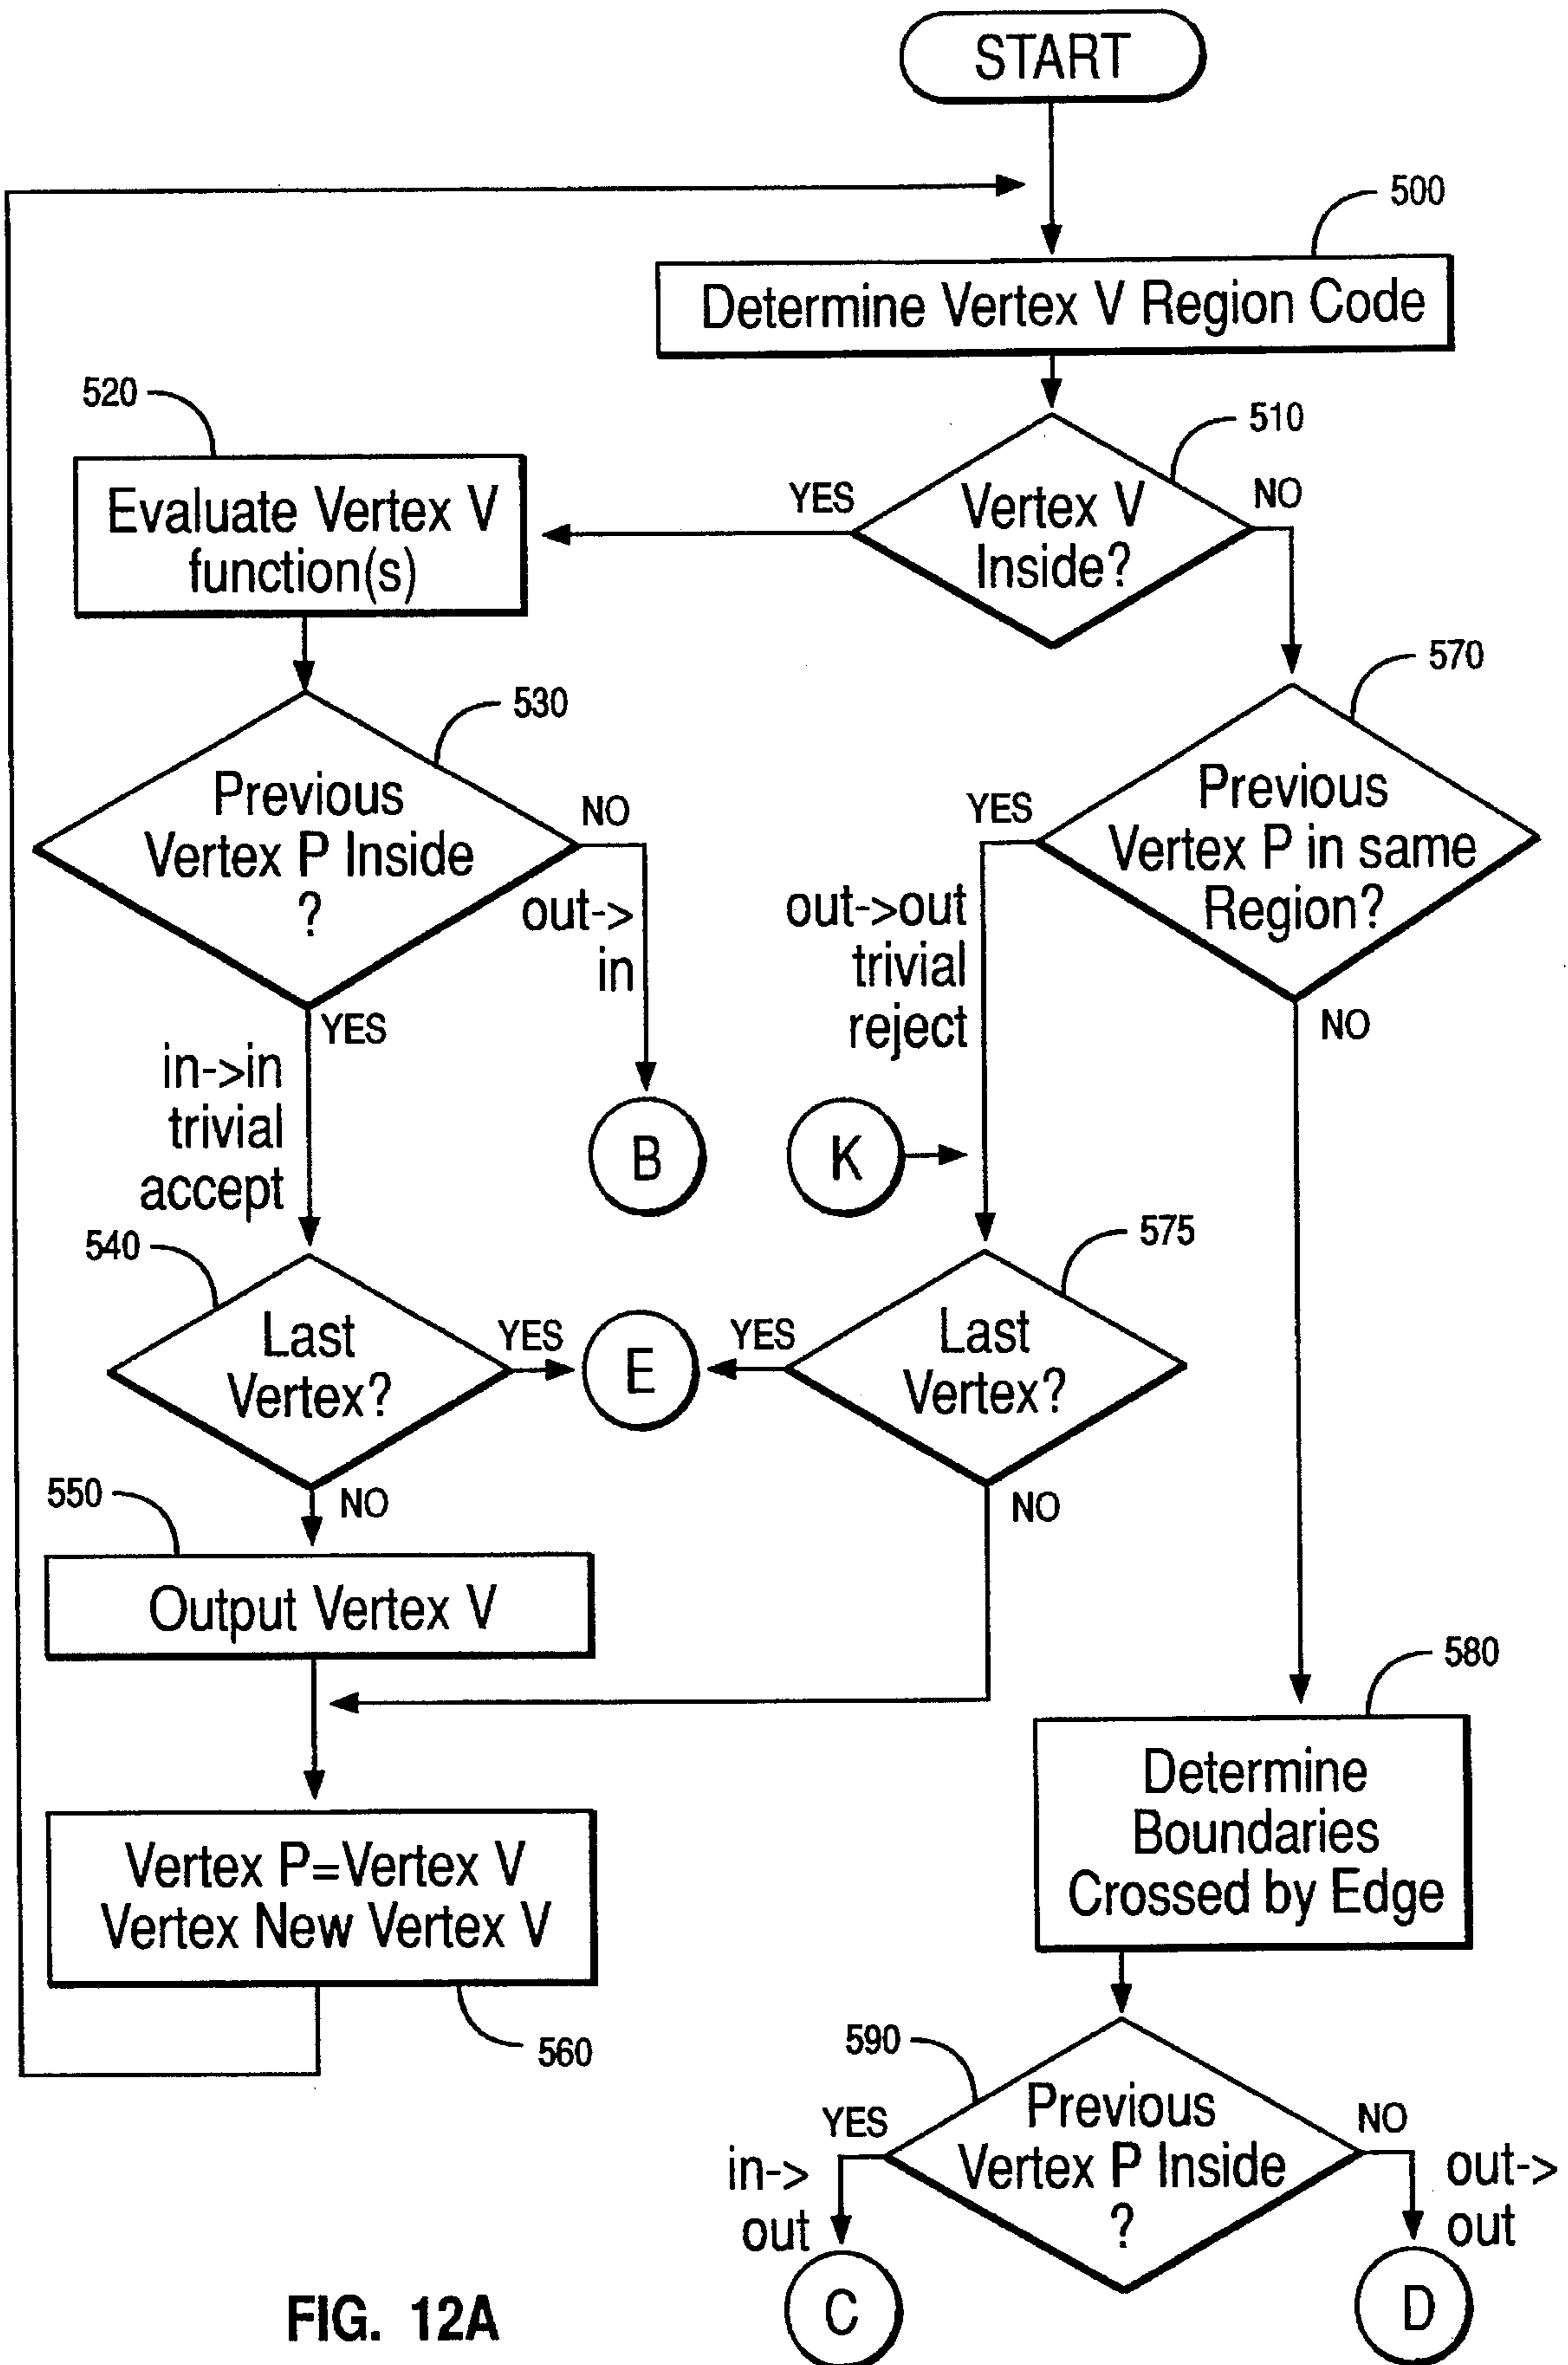 START
500
Determine Vertex V Region Code
520
510
Evaluate Vertex V
function(s)
YES
Vertex V
Inside?
NO
570
530
Previous
Vertex P Inside
?
NO
out->
in
YES
in->in
trivial
accept
Previous
Vertex P in same
Region?
YES
out->out
trivial
reject
NO
B
K
540
575
Last
Vertex?
YES
E
YES
Last
Vertex?
NO
NO
550
Output Vertex V
580
Determine
Boundaries
Crossed by Edge
Vertex P=Vertex V
Vertex New Vertex V
560
590
Previous
Vertex P Inside
?
YES
in->
out
NO
out->
out
C
D
FIG. 12A